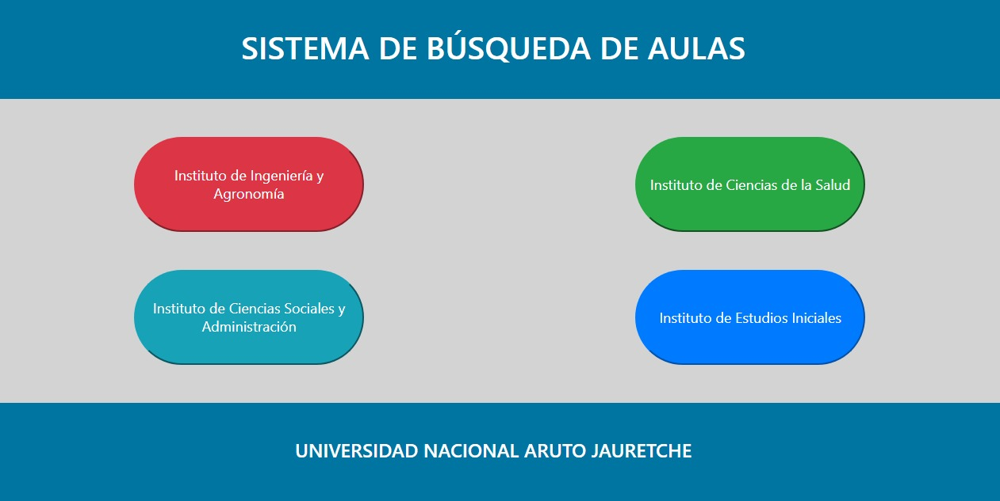 SISTEMA DE BÚSQUEDA DE AULAS
Instituto de Ingeniería y
Agronomía
Instituto de Ciencias de la Salud
Instituto de Ciencias Sociales y
Administración
Instituto de Estudios Iniciales
UNIVERSIDAD NACIONAL ARUTO JAURETCHE